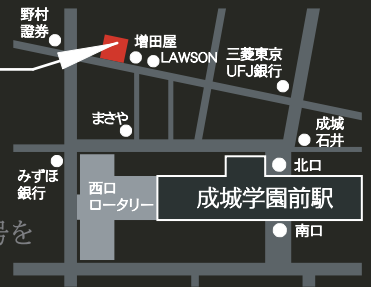 野村
證券
増田屋
LAWSON
三菱東京
UFJ銀行
まさや
成城
石井
みずほ
銀行
西口
ロータリー
北口
成城学園前駅
号を
南口